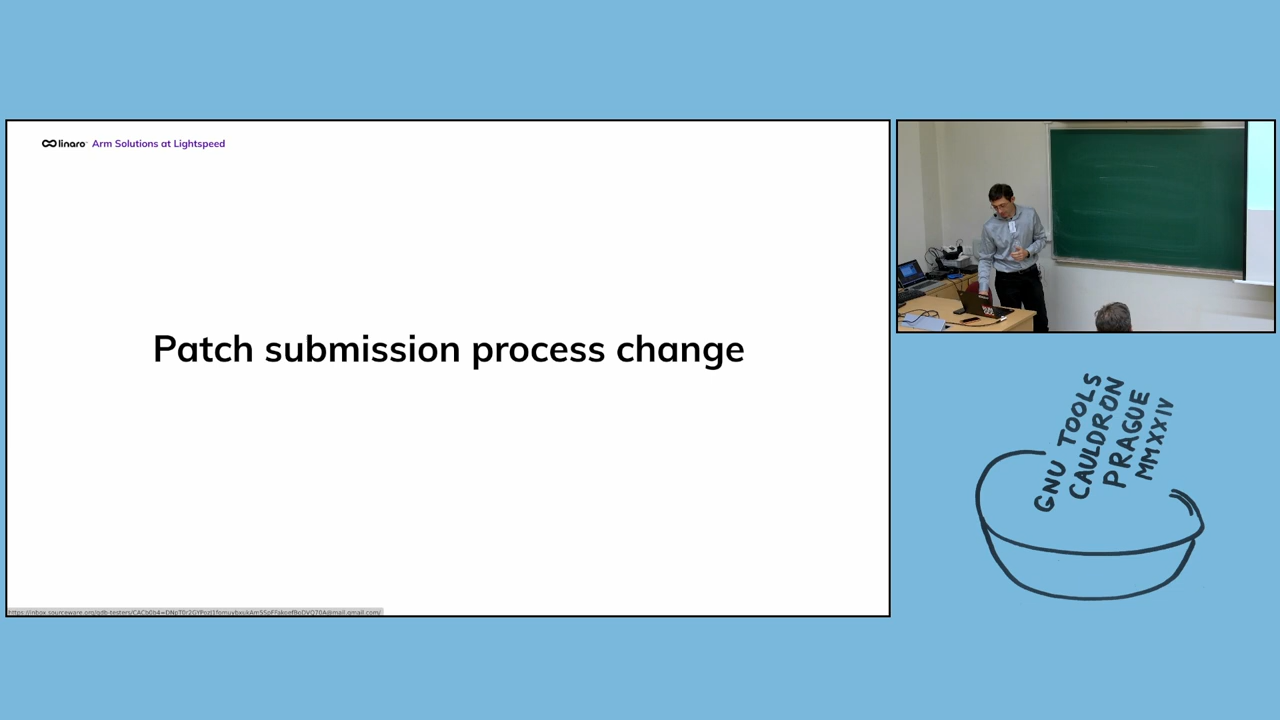 linaro Arm Solutions at Lightspeed
Patch submission process change
GNU TOOLS
CAULDRON
PRAGUE
MMXXIV